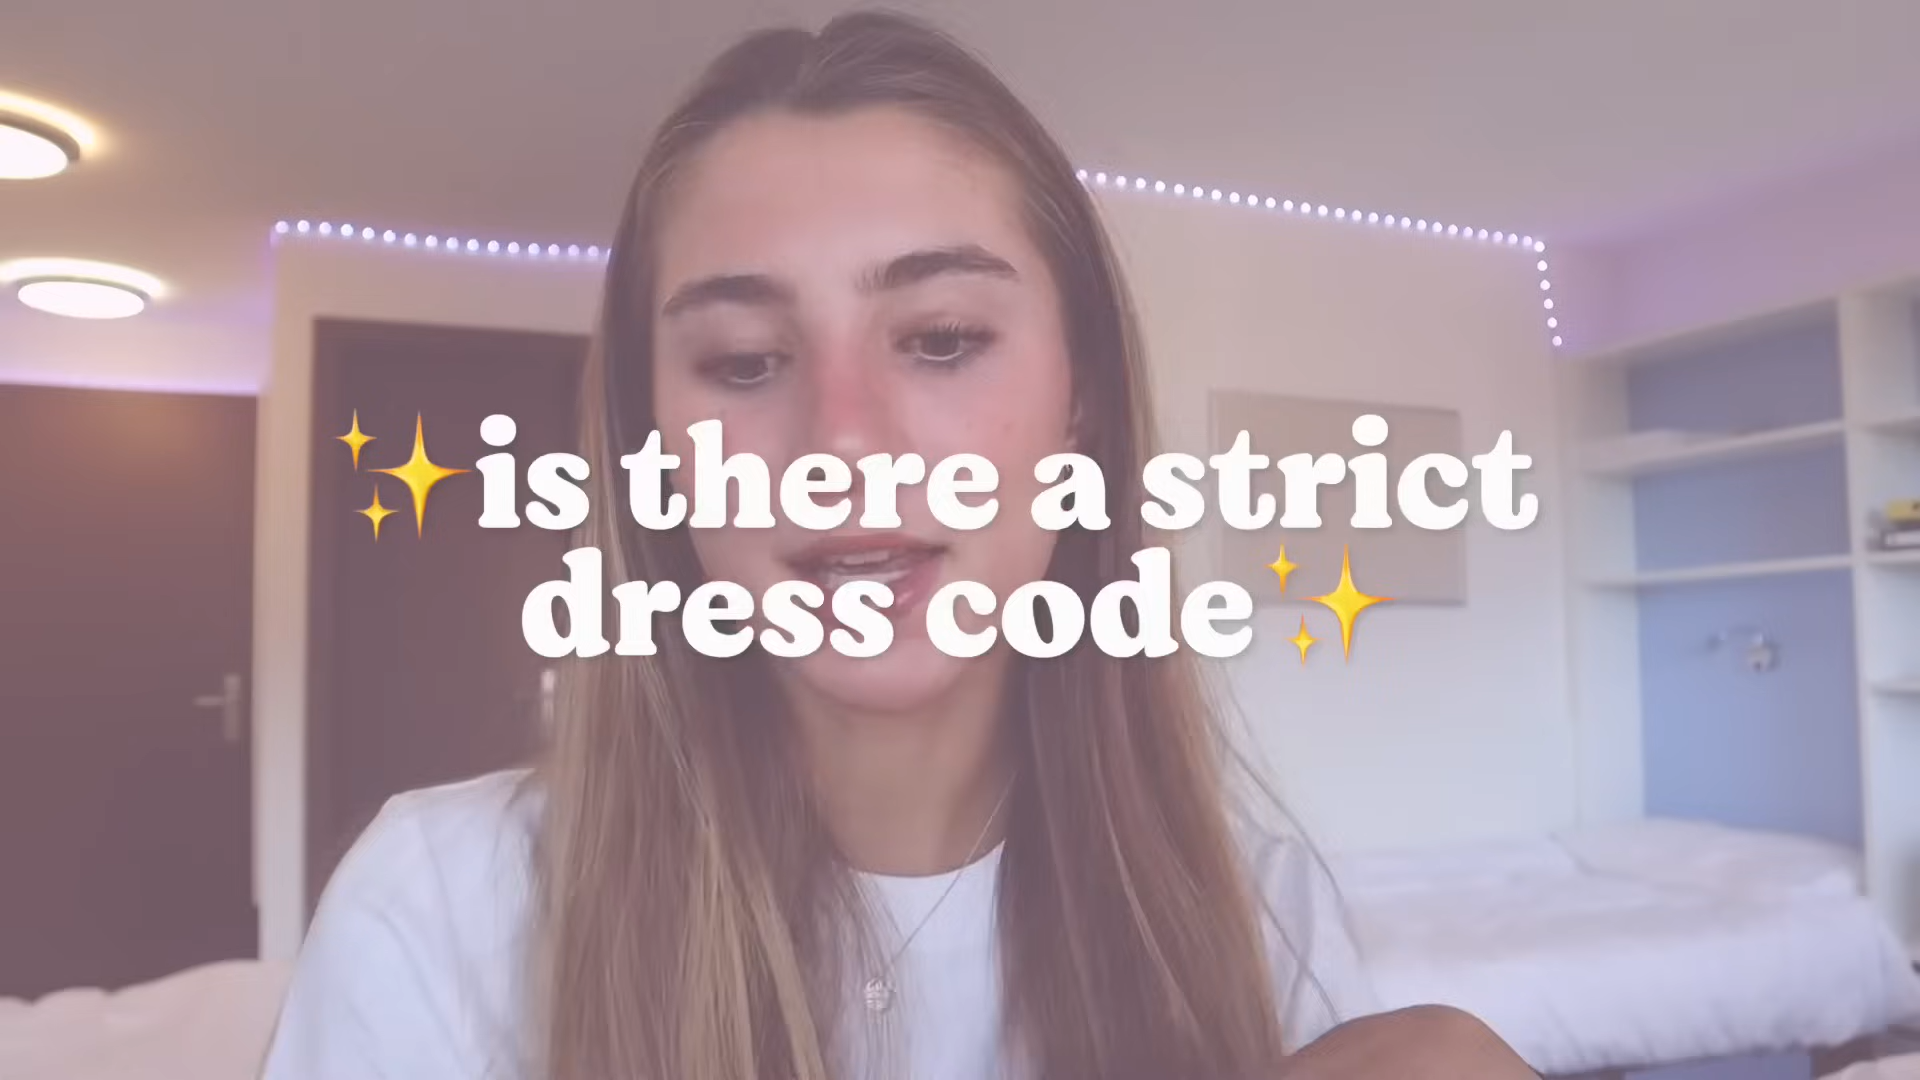 ✨is there a strict
dress code✨